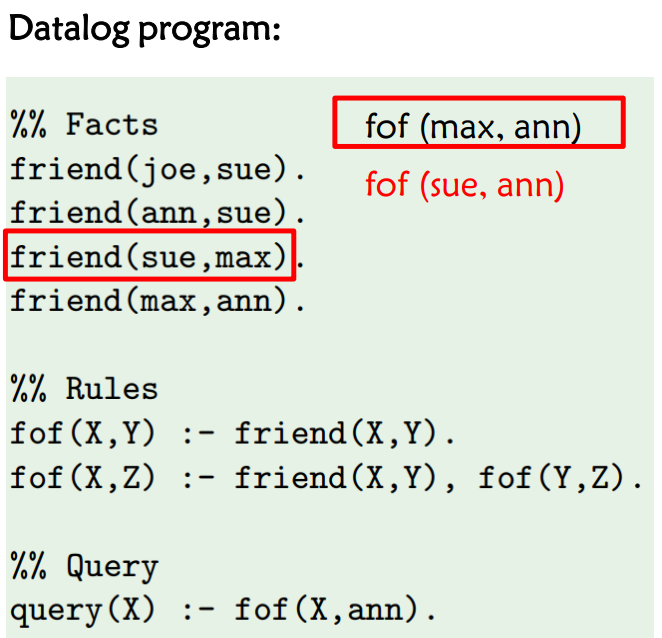 Datalog program:
%% Facts
fof (max, ann)
friend(joe,sue).
fof (sue, ann)
friend(ann,sue).
friend(sue,max).
friend(max,ann).
%% Rules
fof(X,Y) :- friend(X,Y).
fof(X,Z) :- friend(X,Y), fof(Y,Z).
%% Query
query(X) :- fof(X,ann).